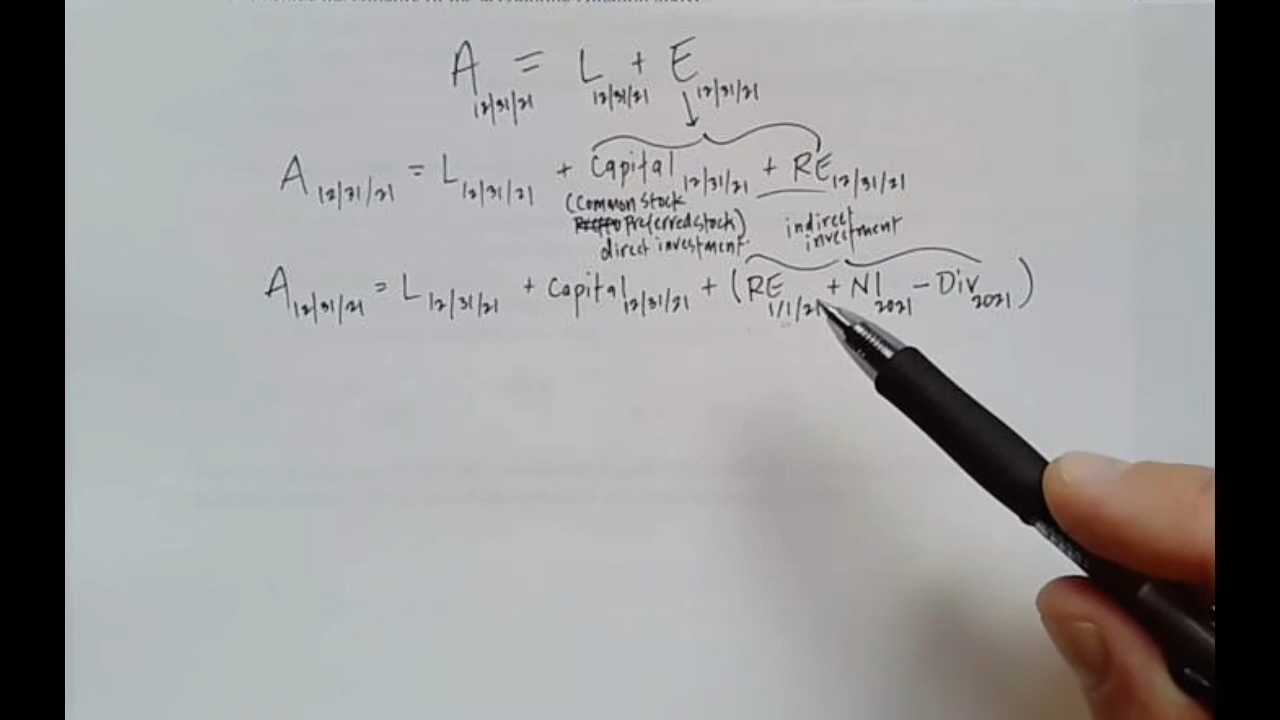 A 12/31/21 = L 12/31/21 + E 12/31/21
A 12/31/21 = L 12/31/21 + Capital 12/31/21 + RE 12/31/21
(Common Stock
Preferred stock)
direct investment
indirect
investment
A 12/31/21 = L 12/31/21 + Capital 12/31/21 + (RE 1/1/21 + NI 2021 - Div 2021)